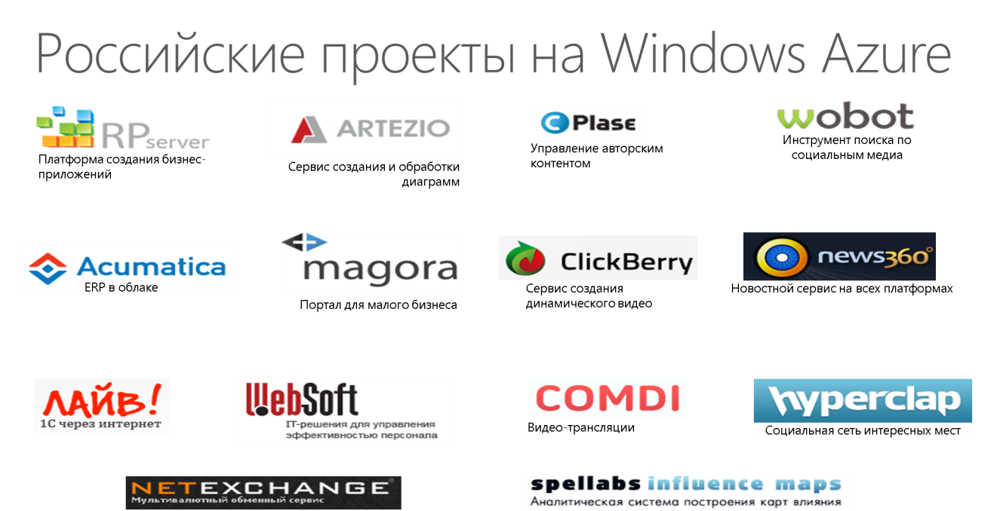 Российские проекты на Windows Azure
RPserver
Платформа создания бизнес-
приложений
ARTEZIO
Сервис создания и обработки
диаграмм
Plase
Управление авторским
контентом
wobot
Инструмент поиска по
социальным медиа
Acumatica
ERP в облаке
magora
Портал для малого бизнеса
ClickBerry
Сервис создания
динамического видео
news360°
Новостной сервис на всех платформах
ЛАЙВ!
1С через интернет
WebSoft
IT-решения для управления
эффективностью персонала
COMDI
Видео-трансляции
hyperclap
Социальная сеть интересных мест
NETEXCHANGE
Мультивалютный обменный сервис
spellabs influence maps
Аналитическая система построения карт влияния